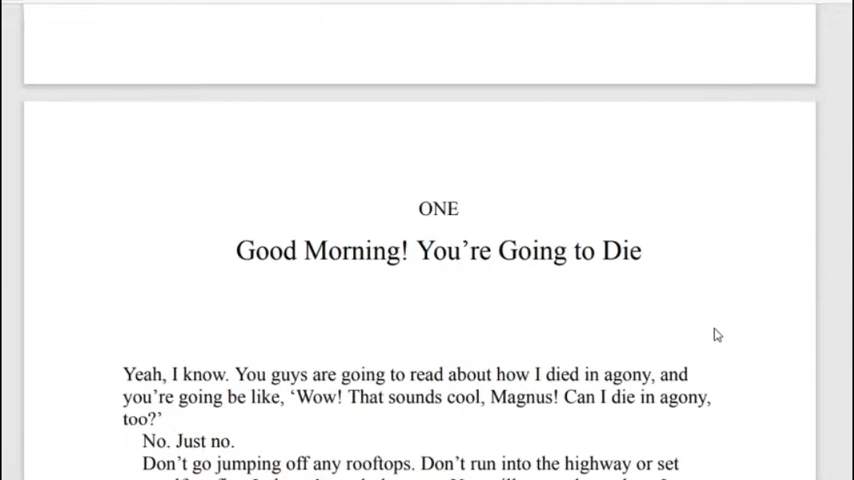 ONE
Good Morning! You’re Going to Die
Yeah, I know. You guys are going to read about how I died in agony, and
you’re going be like, ‘Wow! That sounds cool, Magnus! Can I die in agony,
too?’
No. Just no.
Don’t go jumping off any rooftops. Don’t run into the highway or set